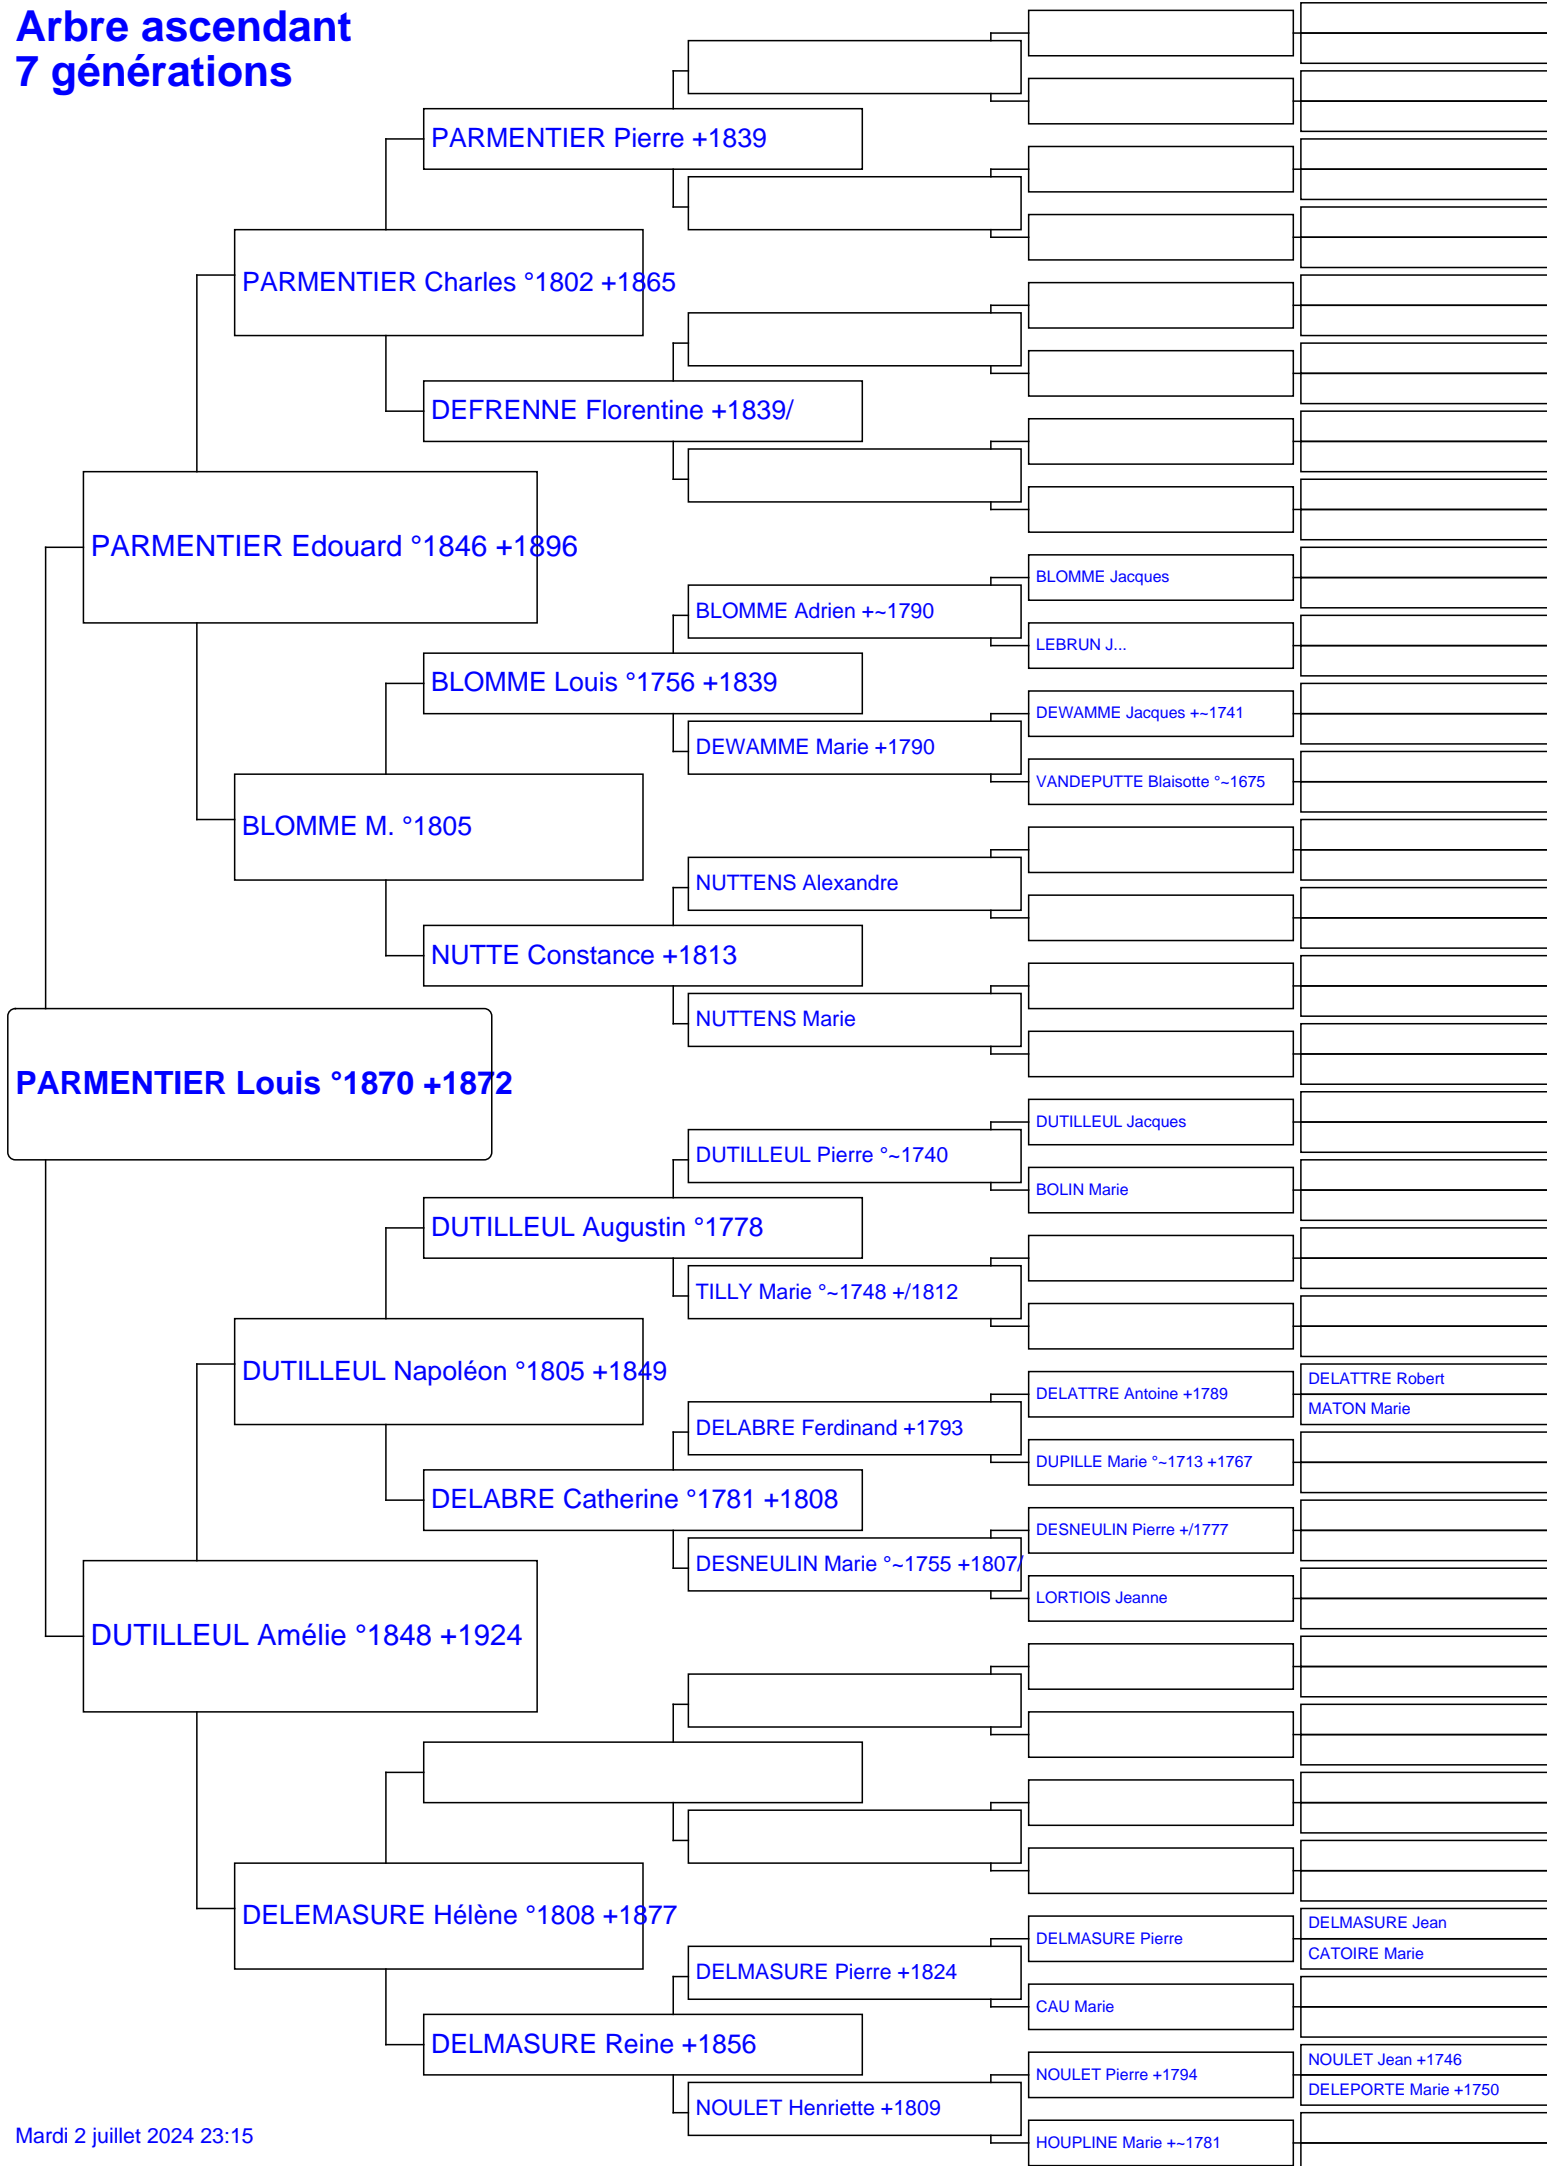 Arbre ascendant
7 générations
PARMENTIER Pierre +1839
PARMENTIER Charles °1802 +1865
DEFRENNE Florentine +1839/
PARMENTIER Edouard °1846 +1896
BLOMME Jacques
BLOMME Adrien +~1790
LEBRUN J...
BLOMME Louis °1756 +1839
DEWAMME Jacques +~1741
DEWAMME Marie +1790
VANDEPUTTE Blaisotte °~1675
BLOMME M. °1805
NUTTENS Alexandre
NUTTE Constance +1813
NUTTENS Marie
PARMENTIER Louis °1870 +1872
DUTILLEUL Jacques
DUTILLEUL Pierre °~1740
BOLIN Marie
DUTILLEUL Augustin °1778
TILLY Marie °~1748 +/1812
DUTILLEUL Napoléon °1805 +1849
DELATTRE Robert
DELATTRE Antoine +1789
MATON Marie
DELABRE Ferdinand +1793
DUPILLE Marie °~1713 +1767
DELABRE Catherine °1781 +1808
DESNEULIN Pierre +/1777
DESNEULIN Marie °~1755 +1807/
LORTIOIS Jeanne
DUTILLEUL Amélie °1848 +1924
DELEMASURE Hélène °1808 +1877
DELMASURE Jean
DELMASURE Pierre
CATOIRE Marie
DELMASURE Pierre +1824
CAU Marie
DELMASURE Reine +1856
NOULET Jean +1746
NOULET Pierre +1794
DELEPORTE Marie +1750
NOULET Henriette +1809
HOUPLINE Marie +~1781
Mardi 2 juillet 2024 23:15